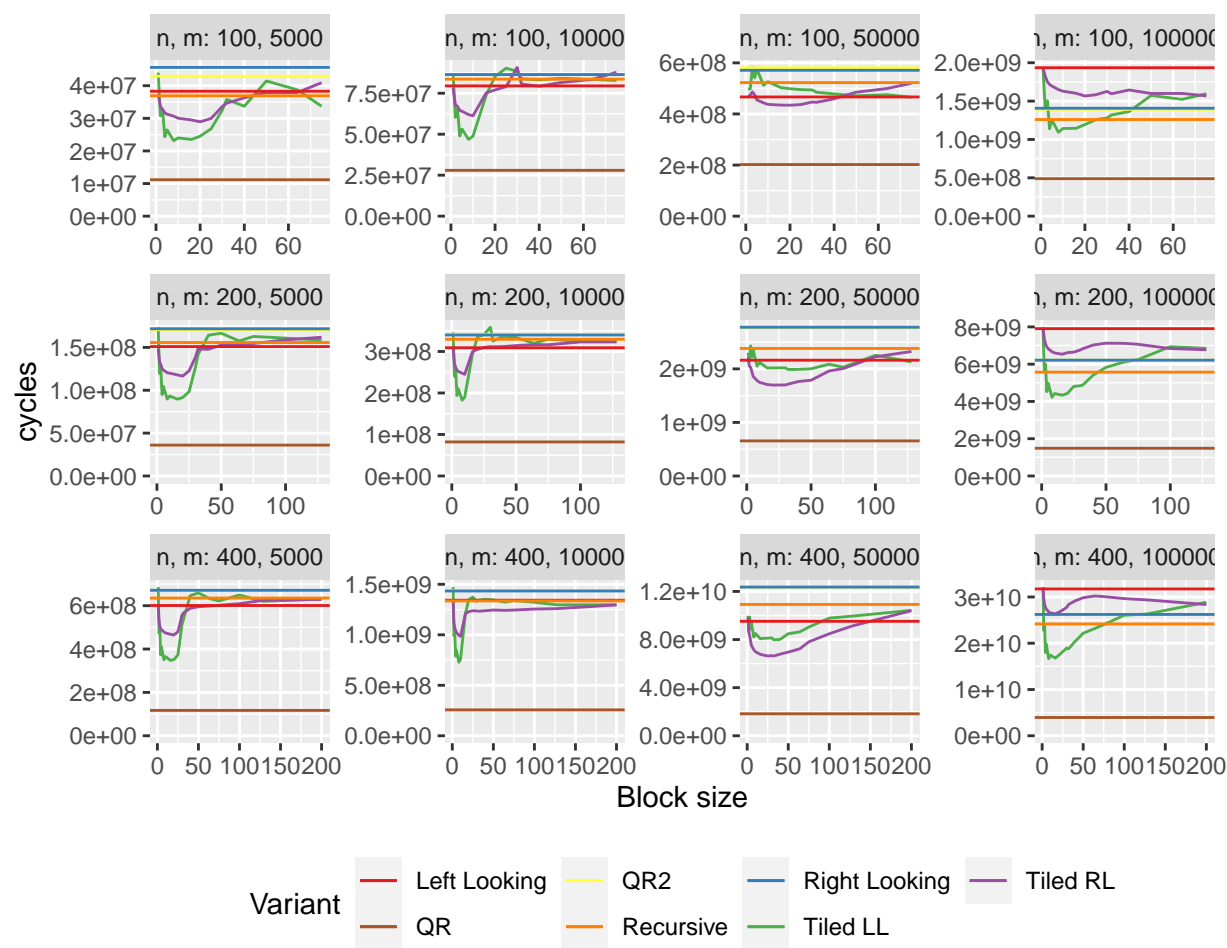 n, m: 100, 5000
n, m: 100, 10000
n, m: 100, 50000
n, m: 100, 100000
4e+07
3e+07
2e+07
1e+07
0e+00
7.5e+07
5.0e+07
2.5e+07
0.0e+00
6e+08
4e+08
2e+08
0e+00
2.0e+09
1.5e+09
1.0e+09
5.0e+08
0.0e+00
0 20 40 60
0 20 40 60
0 20 40 60
0 20 40 60
n, m: 200, 5000
n, m: 200, 10000
n, m: 200, 50000
n, m: 200, 100000
cycles
1.5e+08
1.0e+08
5.0e+07
0.0e+00
3e+08
2e+08
1e+08
0e+00
2e+09
1e+09
0e+00
8e+09
6e+09
4e+09
2e+09
0e+00
0 50 100
0 50 100
0 50 100
0 50 100
n, m: 400, 5000
n, m: 400, 10000
n, m: 400, 50000
n, m: 400, 100000
6e+08
4e+08
2e+08
0e+00
1.5e+09
1.0e+09
5.0e+08
0.0e+00
1.2e+10
8.0e+09
4.0e+09
0.0e+00
3e+10
2e+10
1e+10
0e+00
0 50 100 150 200
0 50 100 150 200
0 50 100 150 200
0 50 100 150 200
Block size
Variant
Left Looking QR2 Right Looking Tiled RL
QR Recursive Tiled LL